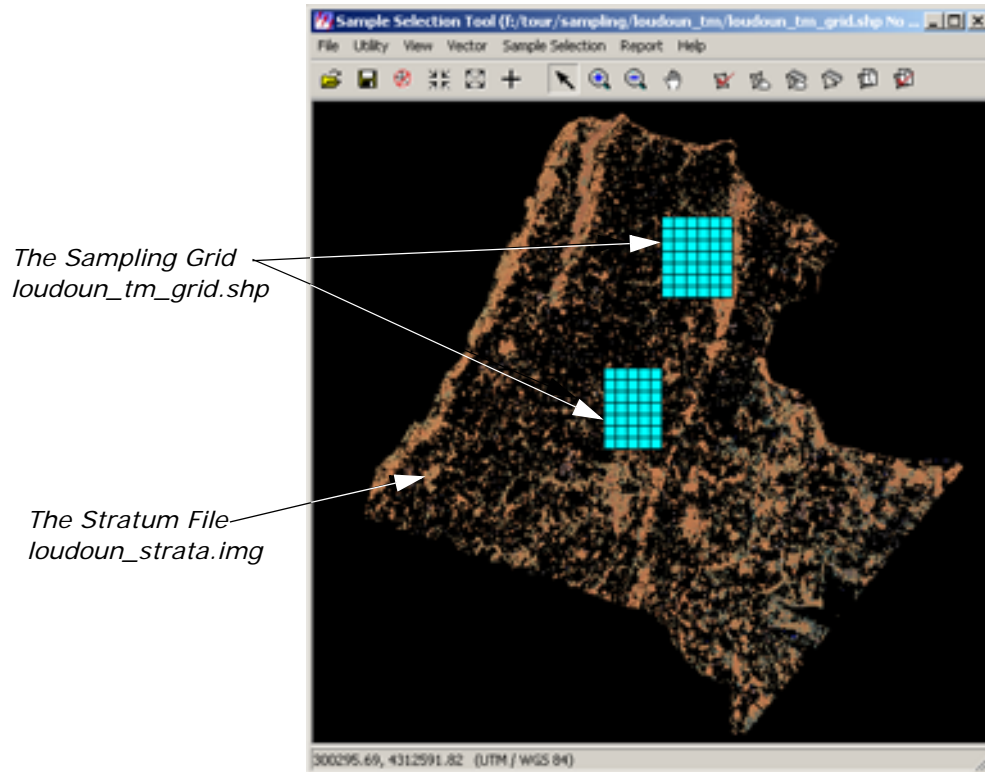 Sample Selection Tool (f:/tour/sampling/loudoun_tm/loudoun_tm_grid.shp No ...
File Utility View Vector Sample Selection Report Help
The Sampling Grid
loudoun_tm_grid.shp
The Stratum File
loudoun_strata.img
300295.69, 4312591.82 (UTM / WGS 84)